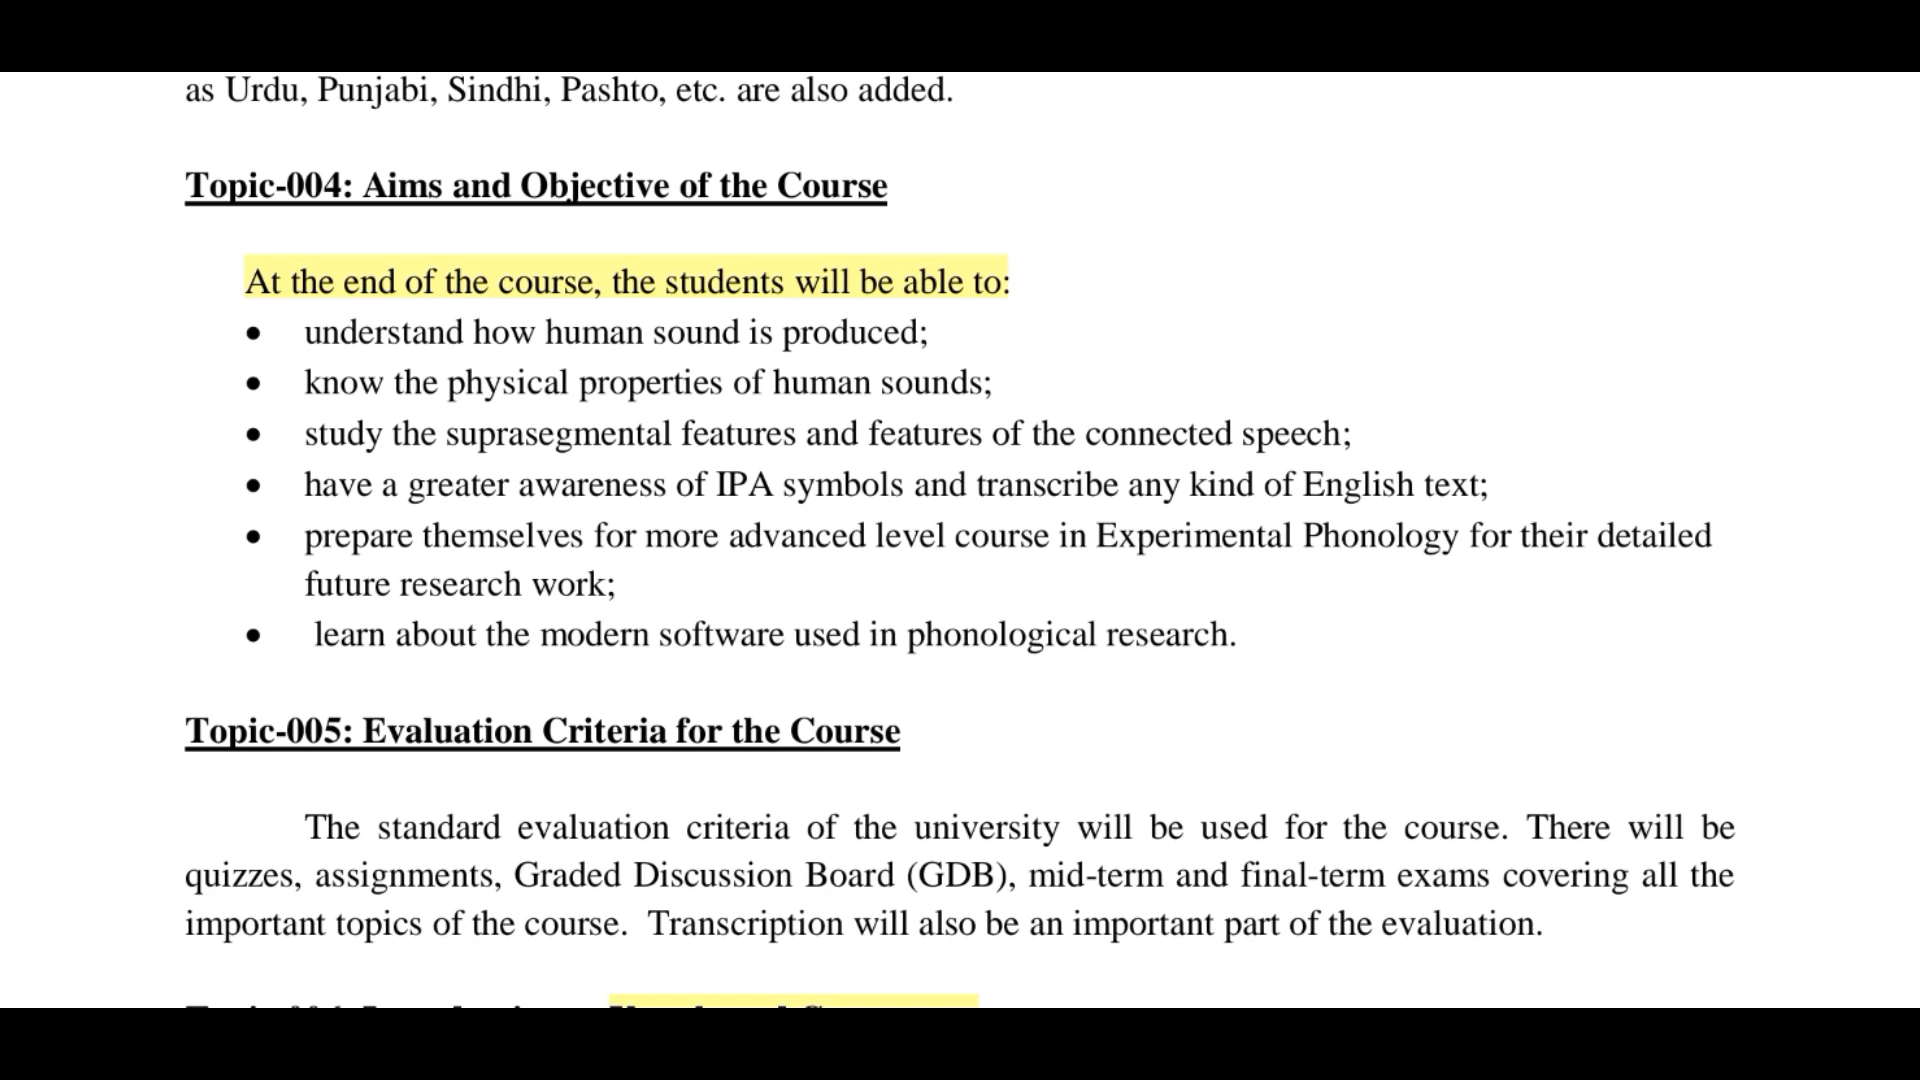 as Urdu, Punjabi, Sindhi, Pashto, etc. are also added.
Topic-004: Aims and Objective of the Course
At the end of the course, the students will be able to:
• understand how human sound is produced;
• know the physical properties of human sounds;
• study the suprasegmental features and features of the connected speech;
• have a greater awareness of IPA symbols and transcribe any kind of English text;
• prepare themselves for more advanced level course in Experimental Phonology for their detailed
future research work;
• learn about the modern software used in phonological research.
Topic-005: Evaluation Criteria for the Course
The standard evaluation criteria of the university will be used for the course. There will be
quizzes, assignments, Graded Discussion Board (GDB), mid-term and final-term exams covering all the
important topics of the course. Transcription will also be an important part of the evaluation.